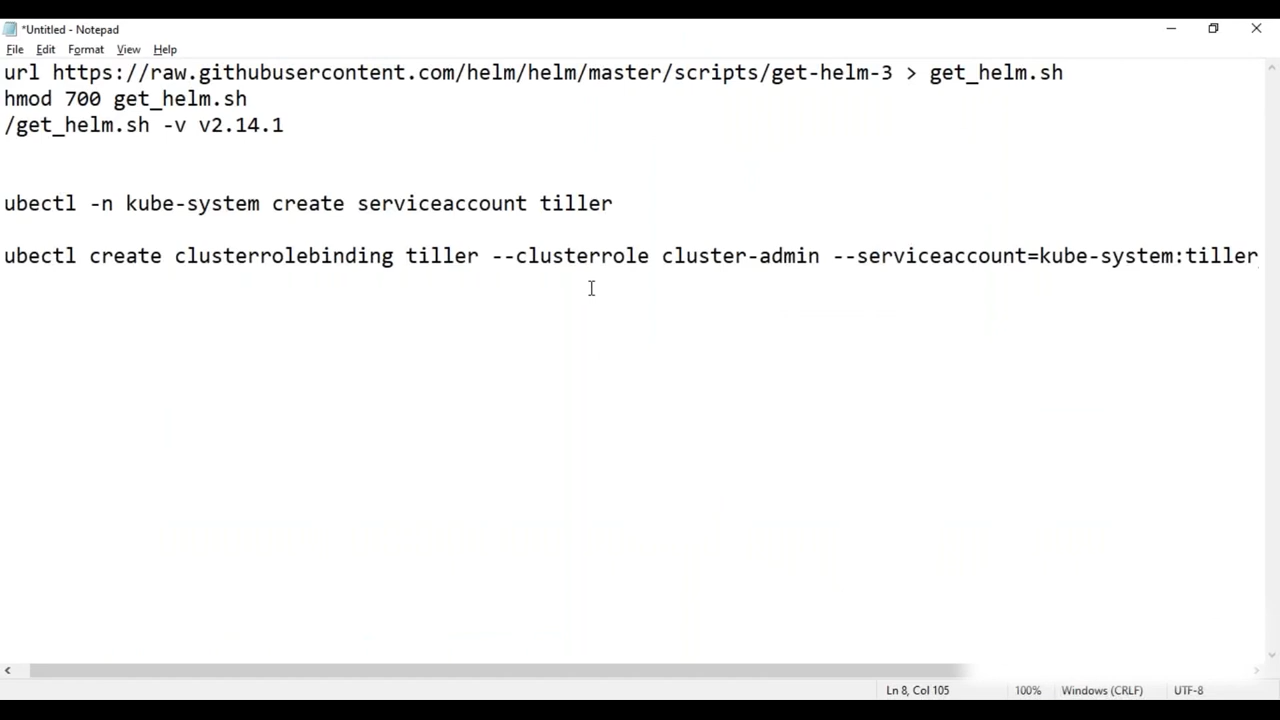 *Untitled - Notepad
File Edit Format View Help
url https://raw.githubusercontent.com/helm/helm/master/scripts/get-helm-3 > get_helm.sh
hmod 700 get_helm.sh
/get_helm.sh -v v2.14.1
ubectl -n kube-system create serviceaccount tiller
ubectl create clusterrolebinding tiller --clusterrole cluster-admin --serviceaccount=kube-system:tiller
Ln 8, Col 105 100% Windows (CRLF) UTF-8